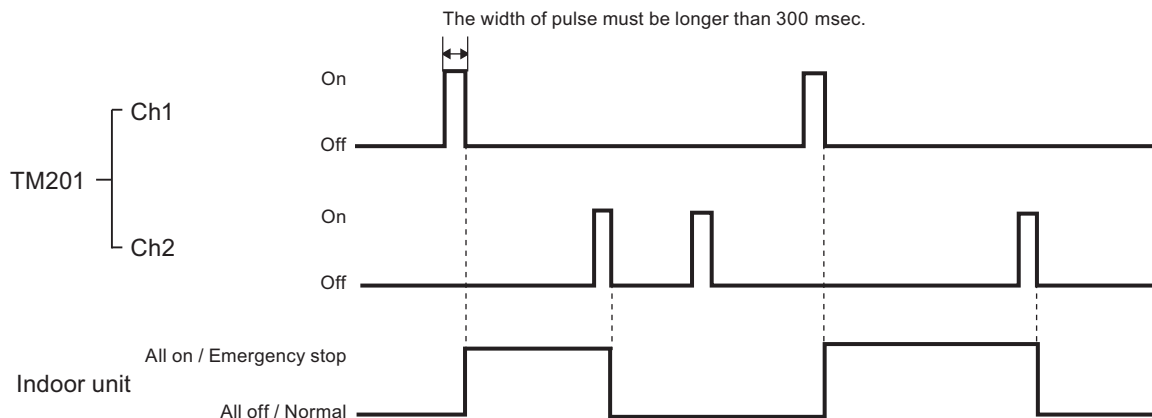 The width of pulse must be longer than 300 msec.
On
Ch1
Off
TM201
On
Ch2
Off
All on / Emergency stop
Indoor unit
All off / Normal